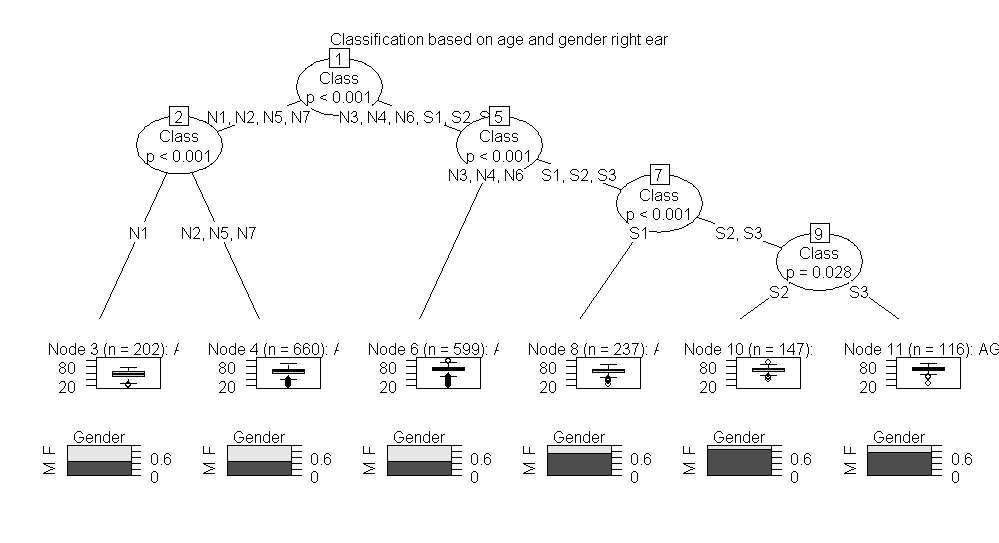 Classification based on age and gender right ear
1
Class
p < 0.001
N1, N2, N5, N7
N3, N4, N6, S1, S2, S
2
Class
p < 0.001
5
Class
p < 0.001
N1
N2, N5, N7
N3, N4, N6
S1, S2, S3
7
Class
p < 0.001
S1
S2, S3
9
Class
p = 0.028
S2
S3
Node 3 (n = 202): A
Node 4 (n = 660): A
Node 6 (n = 599): A
Node 8 (n = 237): A
Node 10 (n = 147):
Node 11 (n = 116): AG
80
20
80
20
80
20
80
20
80
20
80
20
Gender
M F
0.6
0
Gender
M F
0.6
0
Gender
M F
0.6
0
Gender
M F
0.6
0
Gender
M F
0.6
0
Gender
M F
0.6
0